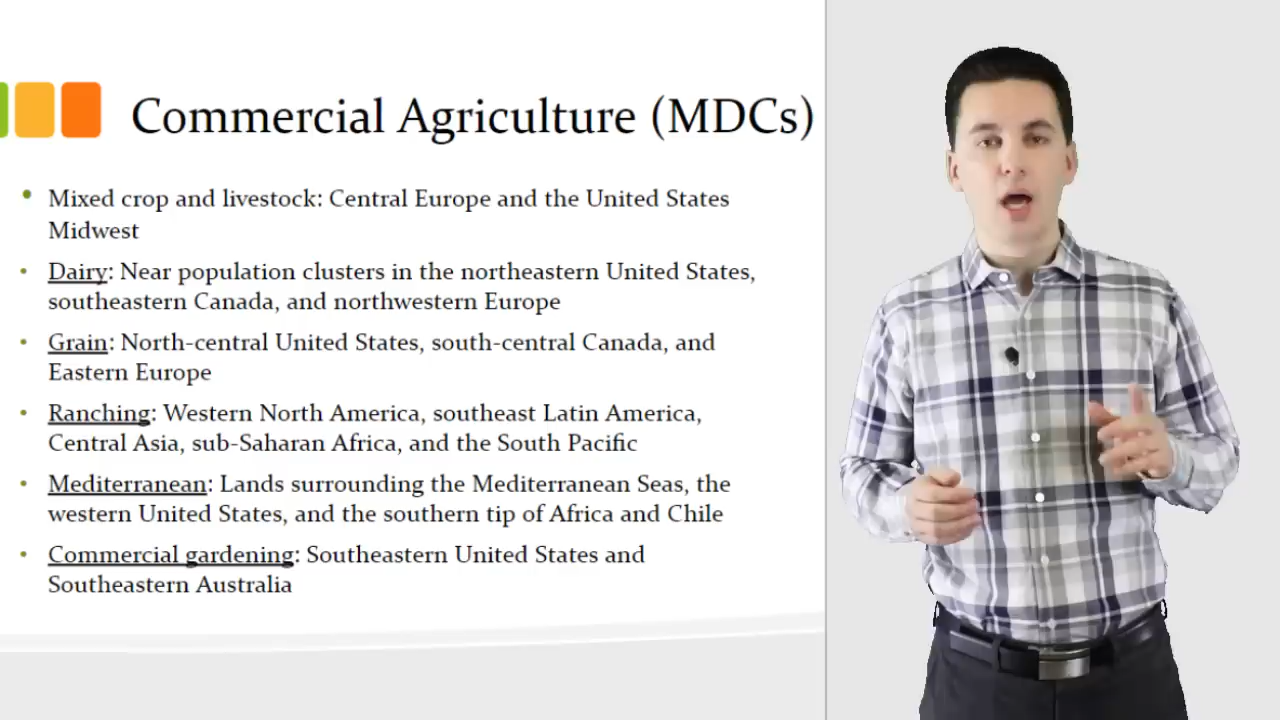 Commercial Agriculture (MDCs)
• Mixed crop and livestock: Central Europe and the United States
Midwest
• Dairy: Near population clusters in the northeastern United States,
southeastern Canada, and northwestern Europe
• Grain: North-central United States, south-central Canada, and
Eastern Europe
• Ranching: Western North America, southeast Latin America,
Central Asia, sub-Saharan Africa, and the South Pacific
• Mediterranean: Lands surrounding the Mediterranean Seas, the
western United States, and the southern tip of Africa and Chile
• Commercial gardening: Southeastern United States and
Southeastern Australia